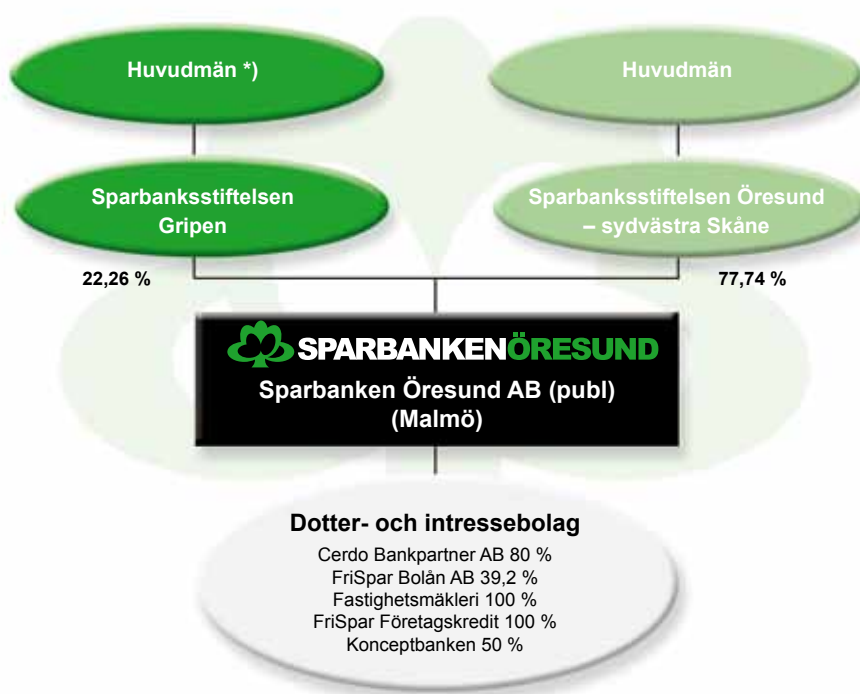 Huvudmän *)
Huvudmän
Sparbanksstiftelsen
Gripen
Sparbanksstiftelsen Öresund
– sydvästra Skåne
22,26 %
77,74 %
SPARBANKENÖRESUND
Sparbanken Öresund AB (publ)
(Malmö)
Dotter- och intressebolag
Cerdo Bankpartner AB 80 %
FriSpar Bolån AB 39,2 %
Fastighetsmäkleri 100 %
FriSpar Företagskredit 100 %
Konceptbanken 50 %